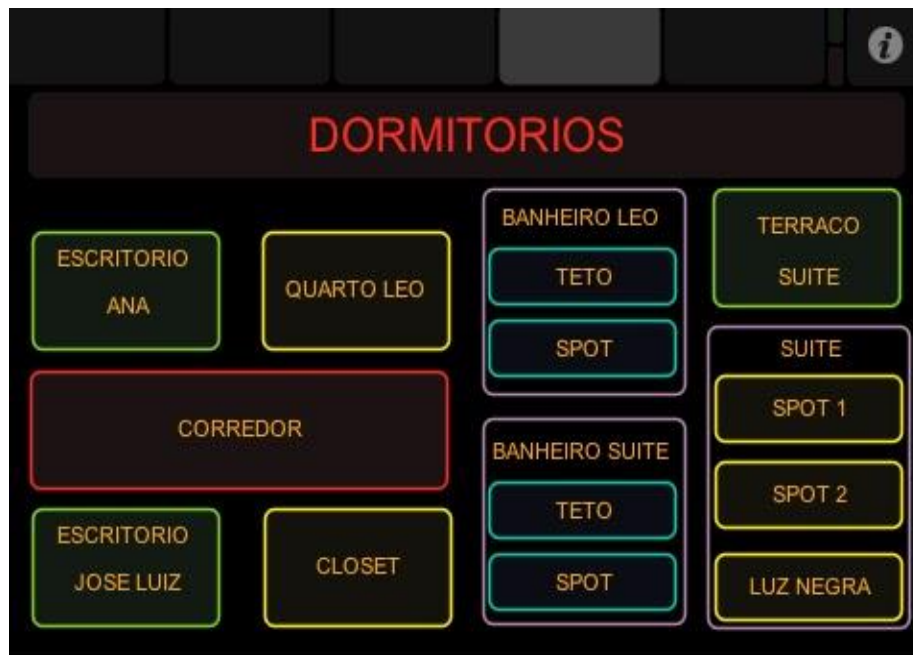 i
DORMITORIOS
ESCRITORIO
ANA
QUARTO LEO
BANHEIRO LEO
TETO
SPOT
TERRACO
SUITE
CORREDOR
SUITE
SPOT 1
SPOT 2
LUZ NEGRA
BANHEIRO SUITE
TETO
SPOT
ESCRITORIO
JOSE LUIZ
CLOSET